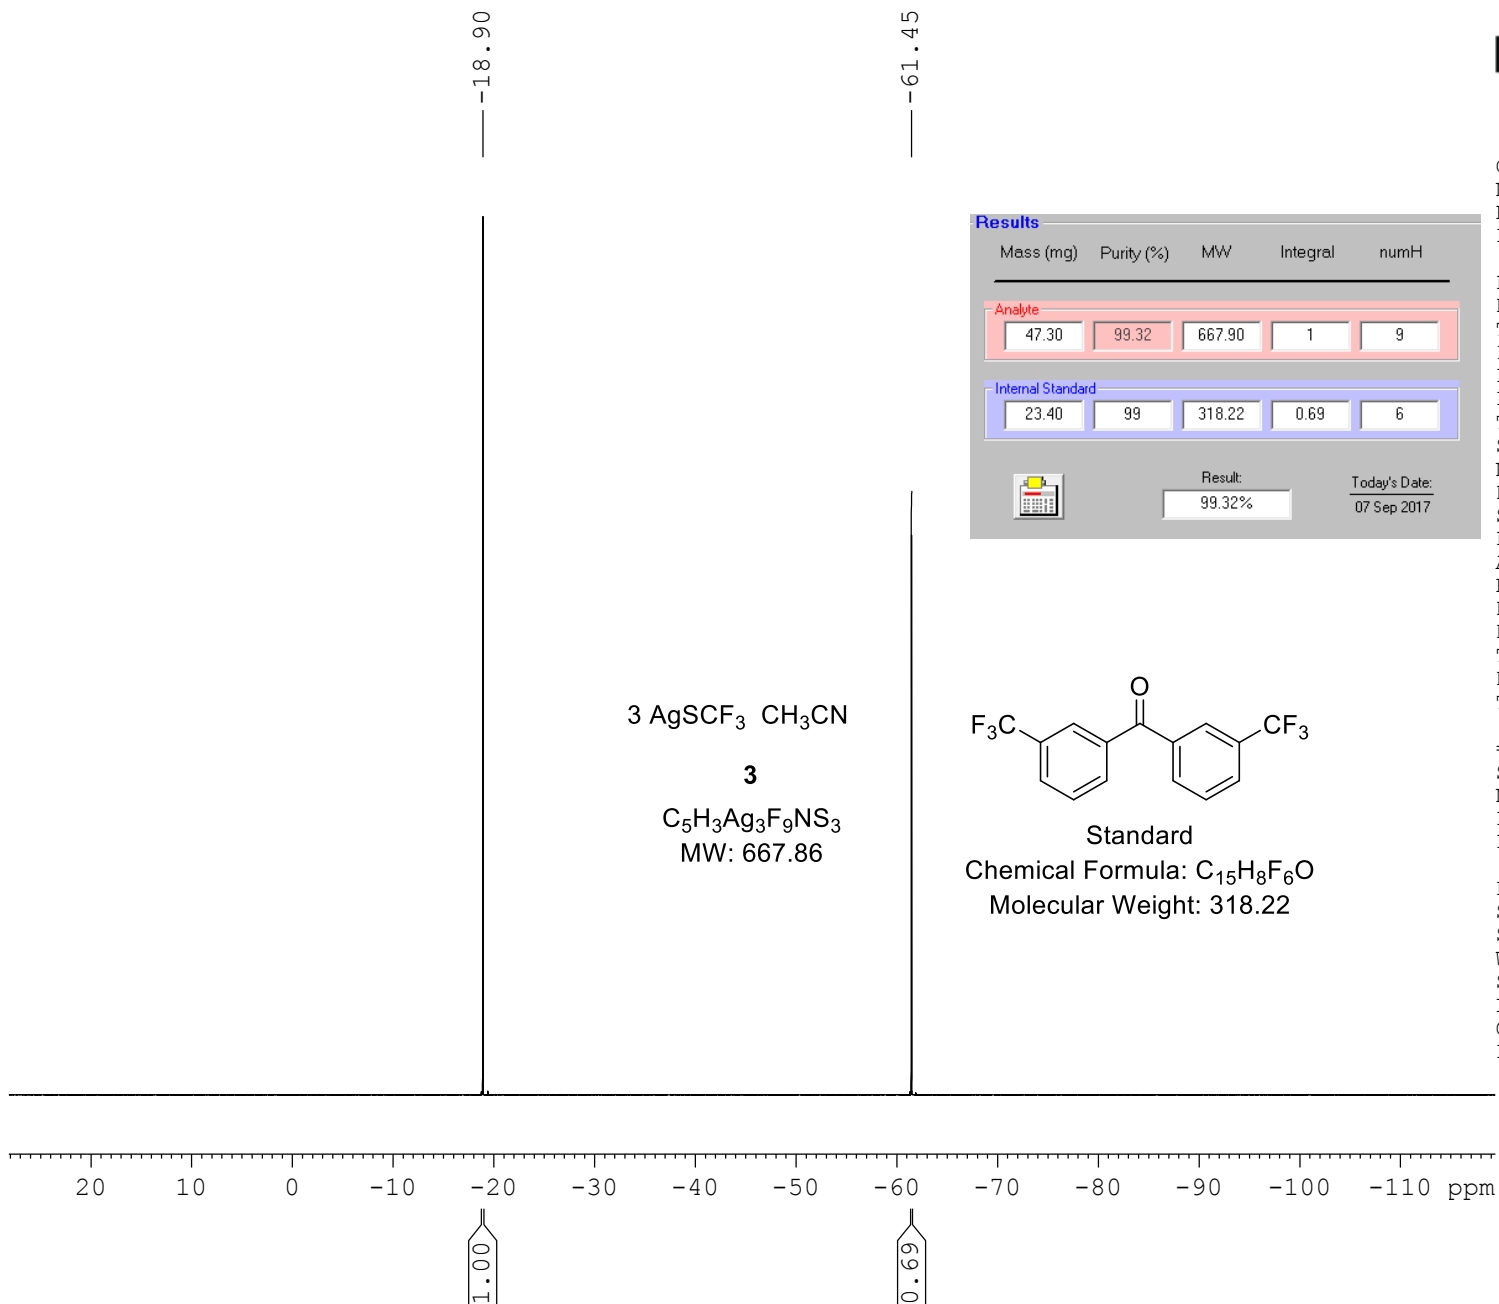 -18.90
-61.45
Results
Mass (mg) Purity (%) MW Integral numH
Analyte
47.30 99.32 667.90 1 9
Internal Standard
23.40 99 318.22 0.69 6
Result:
99.32%
Today's Date:
07 Sep 2017
3 AgSCF₃ CH₃CN
3
C₅H₃Ag₃F₉NS₃
MW: 667.86
O
F₃C CF₃
Standard
Chemical Formula: C₁₅H₈F₆O
Molecular Weight: 318.22
20 10 0 -10 -20 -30 -40 -50 -60 -70 -80 -90 -100 -110 ppm
1.00
0.69